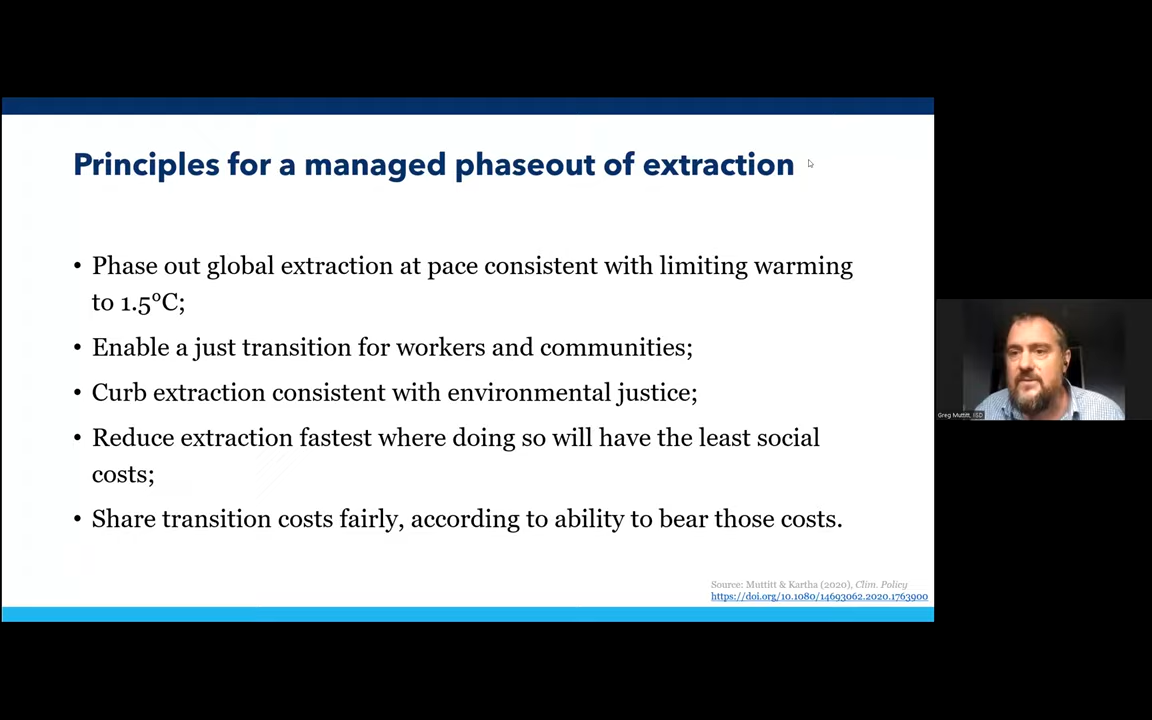 Principles for a managed phaseout of extraction
• Phase out global extraction at pace consistent with limiting warming
to 1.5°C;
• Enable a just transition for workers and communities;
• Curb extraction consistent with environmental justice;
• Reduce extraction fastest where doing so will have the least social
costs;
• Share transition costs fairly, according to ability to bear those costs.
Source: Muttitt & Kartha (2020), Clim. Policy
https://doi.org/10.1080/14693062.2020.1763900
Greg Muttitt, IISD